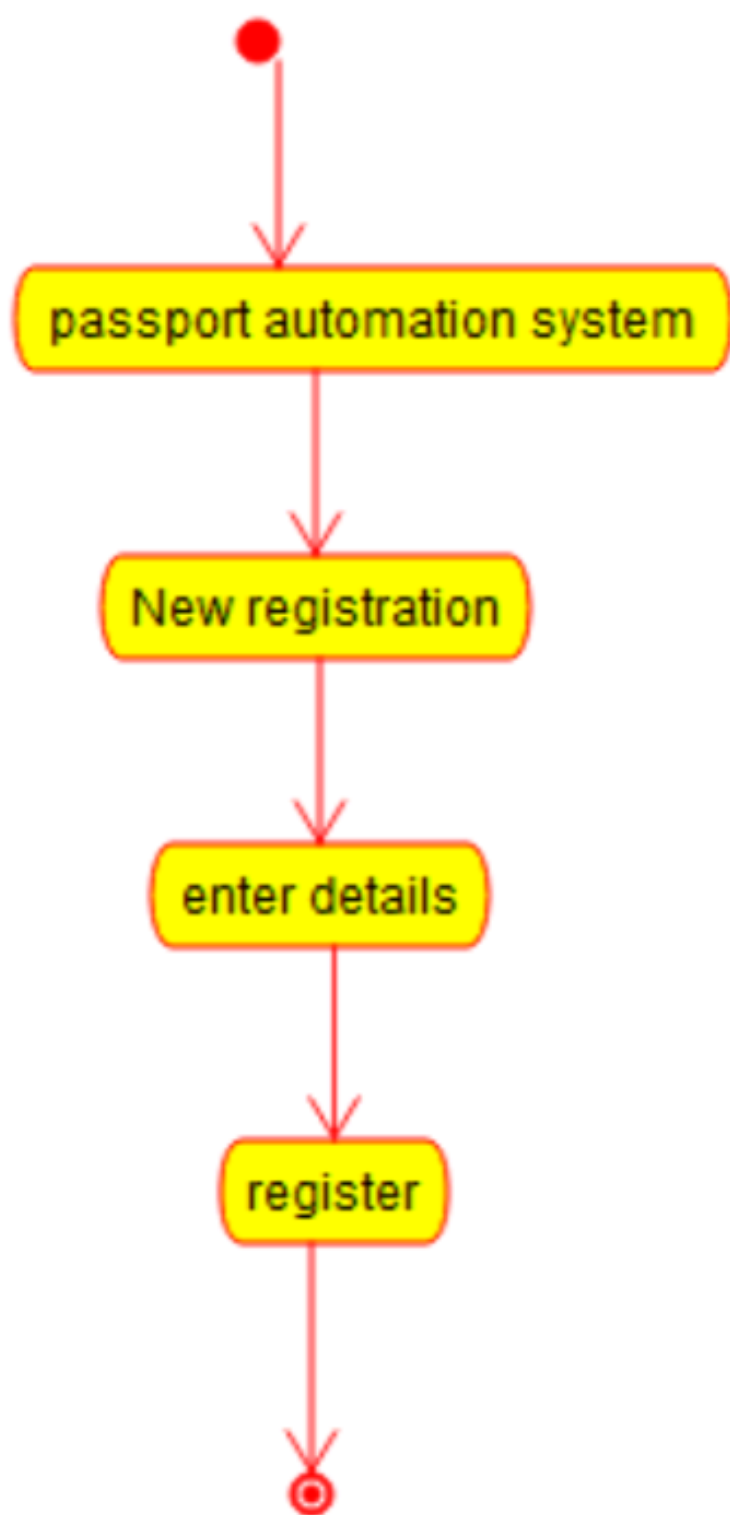 passport automation system
New registration
enter details
register